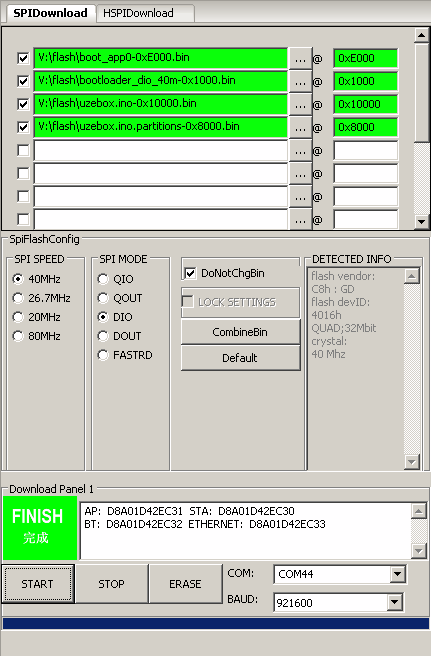 SPIDownload HSPIDownload
V:\flash\boot_app0-0xE000.bin ... @ 0xE000
V:\flash\bootloader_dio_40m-0x1000.bin ... @ 0x1000
V:\flash\uzebox.ino-0x10000.bin ... @ 0x10000
V:\flash\uzebox.ino.partitions-0x8000.bin ... @ 0x8000
... @
... @
... @
... @
SpiFlashConfig
SPI SPEED
40MHz
26.7MHz
20MHz
80MHz
SPI MODE
QIO
QOUT
DIO
DOUT
FASTRD
DoNotChgBin
LOCK SETTINGS
CombineBin
Default
DETECTED INFO
flash vendor:
C8h : GD
flash devID:
4016h
QUAD;32Mbit
crystal:
40 Mhz
Download Panel 1
FINISH
完成
AP: D8A01D42EC31 STA: D8A01D42EC30
BT: D8A01D42EC32 ETHERNET: D8A01D42EC33
START STOP ERASE
COM: COM44
BAUD: 921600